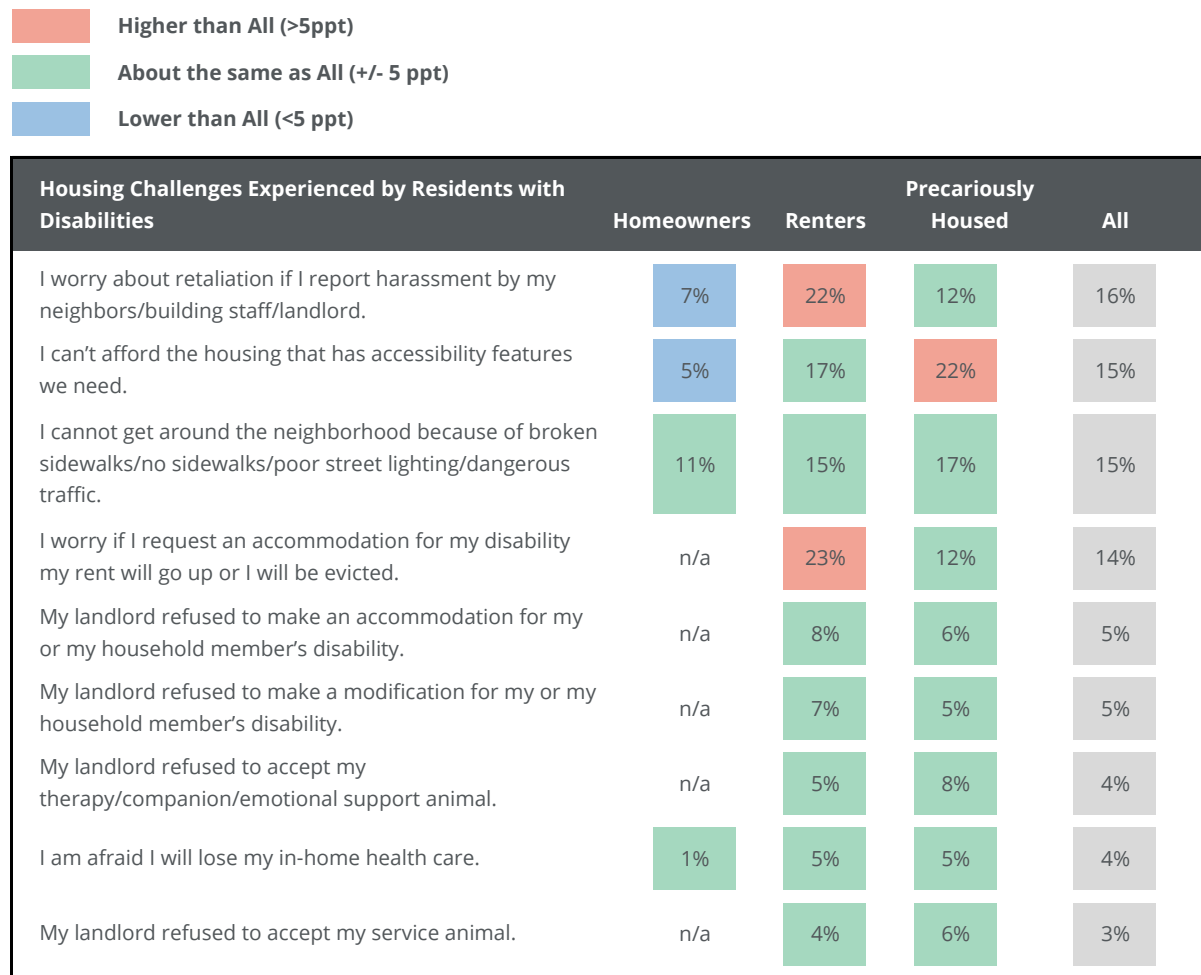 Higher than All (>5ppt)
About the same as All (+/- 5 ppt)
Lower than All (<5 ppt)
Housing Challenges Experienced by Residents with
Disabilities
Homeowners
Renters
Precariously
Housed
All
I worry about retaliation if I report harassment by my
neighbors/building staff/landlord.
7% 22% 12% 16%
I can’t afford the housing that has accessibility features
we need.
5% 17% 22% 15%
I cannot get around the neighborhood because of broken
sidewalks/no sidewalks/poor street lighting/dangerous
traffic.
11% 15% 17% 15%
I worry if I request an accommodation for my disability
my rent will go up or I will be evicted.
n/a 23% 12% 14%
My landlord refused to make an accommodation for my
or my household member’s disability.
n/a 8% 6% 5%
My landlord refused to make a modification for my or my
household member’s disability.
n/a 7% 5% 5%
My landlord refused to accept my
therapy/companion/emotional support animal.
n/a 5% 8% 4%
I am afraid I will lose my in-home health care.
1% 5% 5% 4%
My landlord refused to accept my service animal.
n/a 4% 6% 3%